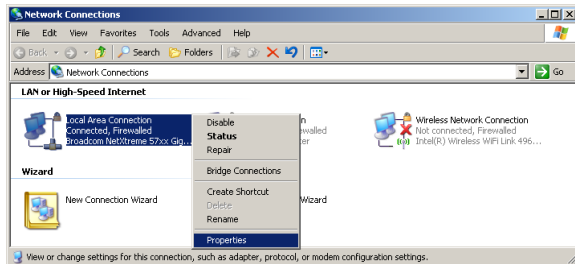 Network Connections
File Edit View Favorites Tools Advanced Help
Back Search Folders
Address Network Connections Go
LAN or High-Speed Internet
Local Area Connection
Connected, Firewalled
Broadcom NetXtreme 57xx Gig...
Disable
Status
Repair
Bridge Connections
Create Shortcut
Delete
Rename
Properties
Wireless Network Connection
Not connected, Firewalled
Intel(R) Wireless WiFi Link 496...
Wizard
New Connection Wizard
Wizard
View or change settings for this connection, such as adapter, protocol, or modem configuration settings.